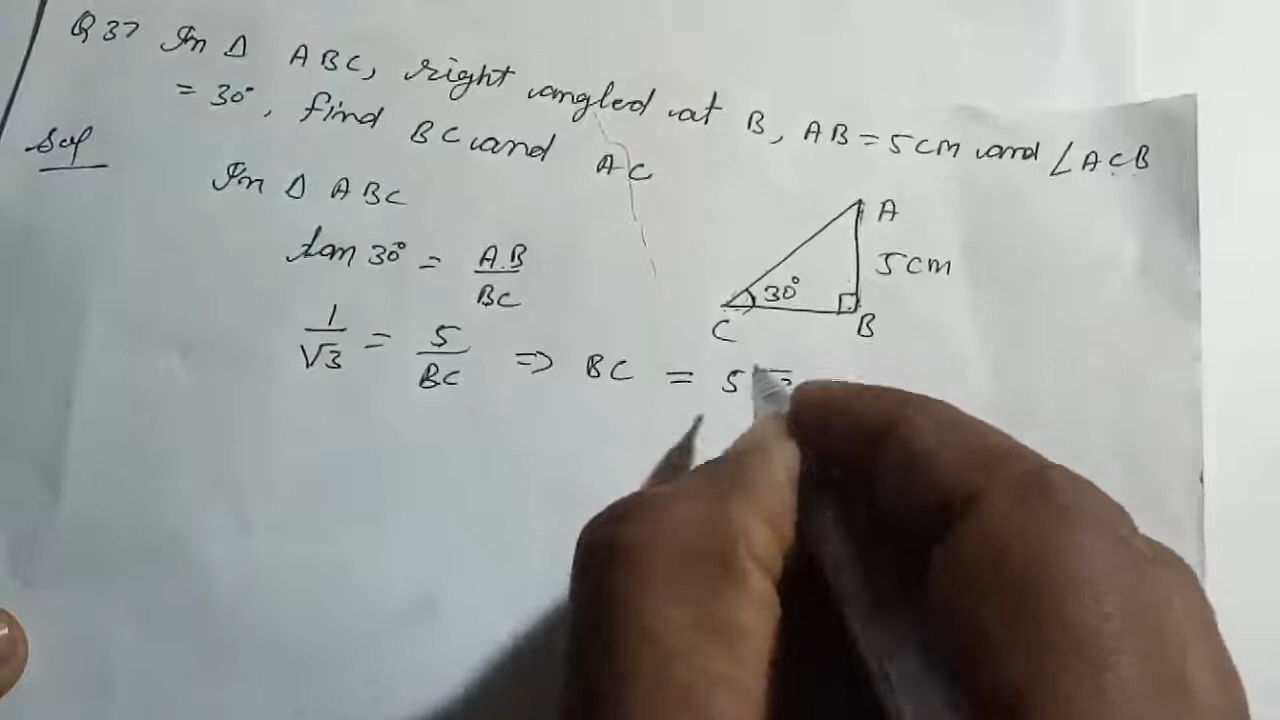 Q 37 In Δ ABC, right angled at B, AB = 5cm and ∠ACB
= 30°, find BC and AC
Sol
In Δ ABC
tan 30° = AB/BC
1/√3 = 5/BC ⇒ BC = 5
A
5cm
30°
C
B